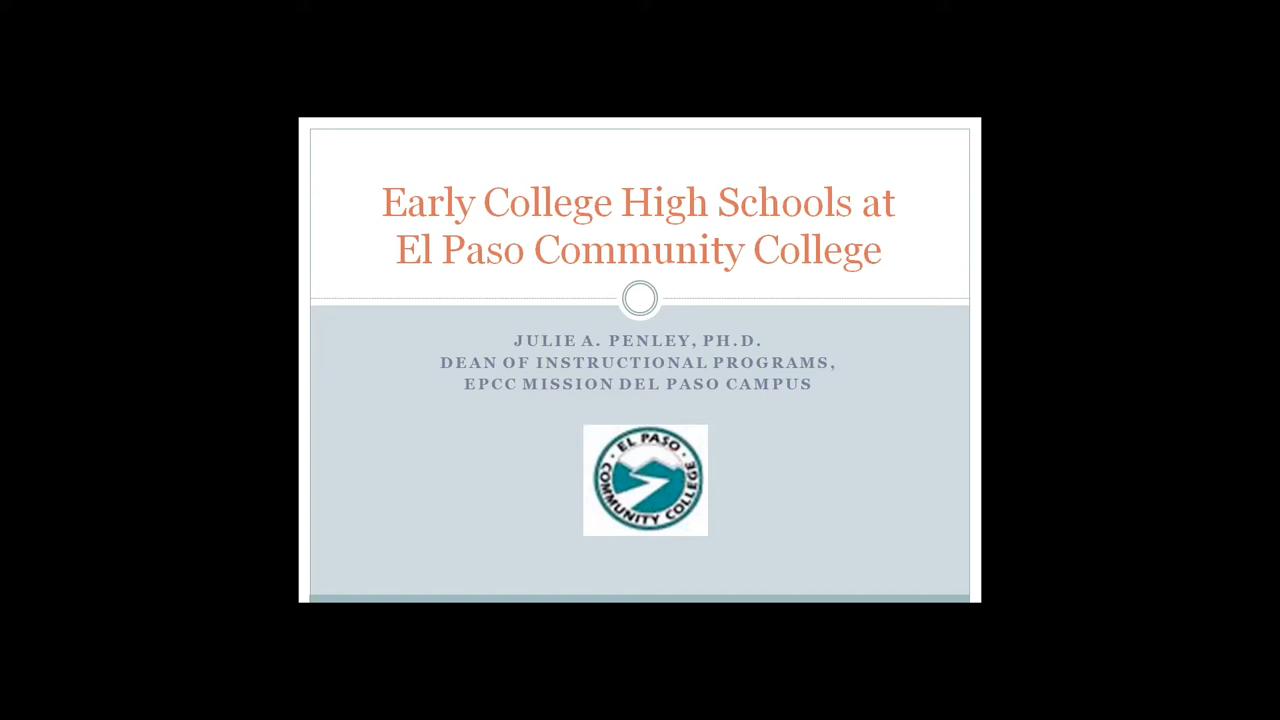 Early College High Schools at
El Paso Community College
JULIE A. PENLEY, PH.D.
DEAN OF INSTRUCTIONAL PROGRAMS,
EPCC MISSION DEL PASO CAMPUS
· EL PASO ·
COMMUNITY COLLEGE